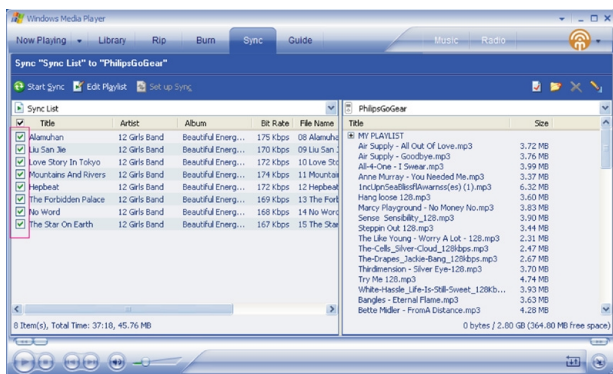 Windows Media Player
Now Playing Library Rip Burn Sync Guide Music Radio
Sync "Sync List" to "PhilipsGoGear"
Start Sync Edit Playlist Set up Sync
Sync List
Title Artist Album Bit Rate File Name
Alamuhan 12 Girls Band Beautiful Energ... 175 Kbps 08 Alamuha
Liu San Jie 12 Girls Band Beautiful Energ... 170 Kbps 09 Liu San J
Love Story In Tokyo 12 Girls Band Beautiful Energ... 172 Kbps 10 Love Sto
Mountains And Rivers 12 Girls Band Beautiful Energ... 174 Kbps 11 Mountai
Hepbeat 12 Girls Band Beautiful Energ... 172 Kbps 12 Hepbeat
The Forbidden Palace 12 Girls Band Beautiful Energ... 169 Kbps 13 The Forb
No Word 12 Girls Band Beautiful Energ... 168 Kbps 14 No Word
The Star On Earth 12 Girls Band Beautiful Energ... 167 Kbps 15 The Star
8 Item(s), Total Time: 37:18, 45.76 MB
PhilipsGoGear
Title Size
MY PLAYLIST
Air Supply - All Out Of Love.mp3 3.72 MB
Air Supply - Goodbye.mp3 3.76 MB
All-4-One - I Swear.mp3 3.99 MB
Anne Murray - You Needed Me.mp3 3.37 MB
6.32 MB
Hang loose 128.mp3 3.60 MB
Marcy Playground - No Money No.mp3 3.83 MB
Sense Sensibility_128.mp3 3.90 MB
Steppin Out 128.mp3 3.44 MB
The Like Young - Worry A Lot - 128.mp3 2.31 MB
The-Cells_Silver-Cloud_128kbps.mp3 2.47 MB
The-Drapes_Jackie-Bang_128kbps.mp3 2.67 MB
Thirdimension - Silver Eye-128.mp3 3.70 MB
Try Me 128.mp3 4.74 MB
White-Hassle_Life-Is-Still-Sweet_128Kb... 3.93 MB
Bangles - Eternal Flame.mp3 3.63 MB
Bette Midler - FromA Distance.mp3 4.28 MB
0 bytes / 2.80 GB (364.80 MB free space)